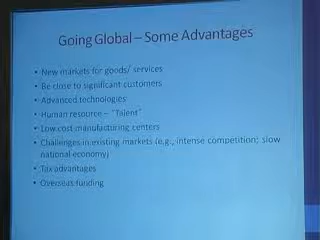 Going Global – Some Advantages
• New markets for goods/ services
• Be close to significant customers
• Advanced technologies
• Human resource – "Talent"
• Low cost manufacturing centers
• Challenges in existing markets (e.g., intense competition; slow
national economy)
• Tax advantages
• Overseas funding